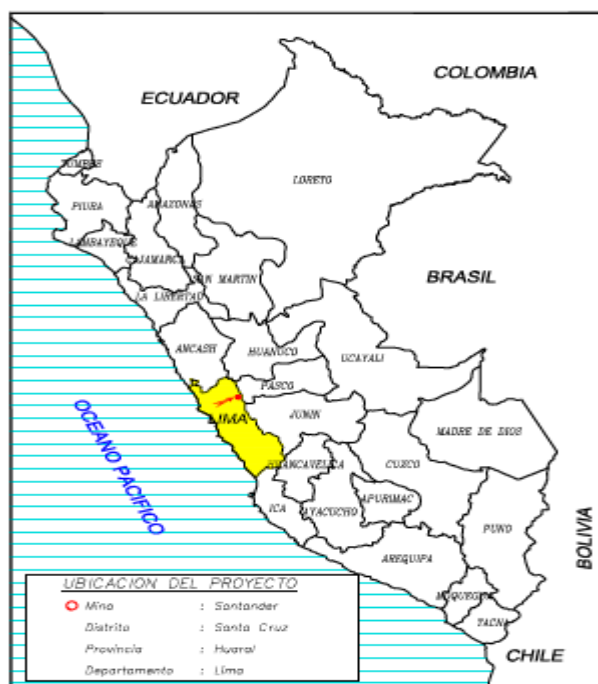 COLOMBIA
ECUADOR
LORETO
TUMBES
PIURA
AMAZONAS
LAMBAYEQUE
CAJAMARCA
SAN MARTIN
BRASIL
LA LIBERTAD
ANCASH
HUANUCO
UCAYALI
PASCO
LIMA
JUNIN
MADRE DE DIOS
OCEANO PACIFICO
HUANCAVELICA
CUZCO
ICA
AYACUCHO
APURIMAC
PUNO
AREQUIPA
BOLIVIA
MOQUEGUA
TACNA
CHILE
UBICACION DEL PROYECTO
Mina : Santander
Distrito : Santa Cruz
Provincia : Huaral
Departamento : Lima